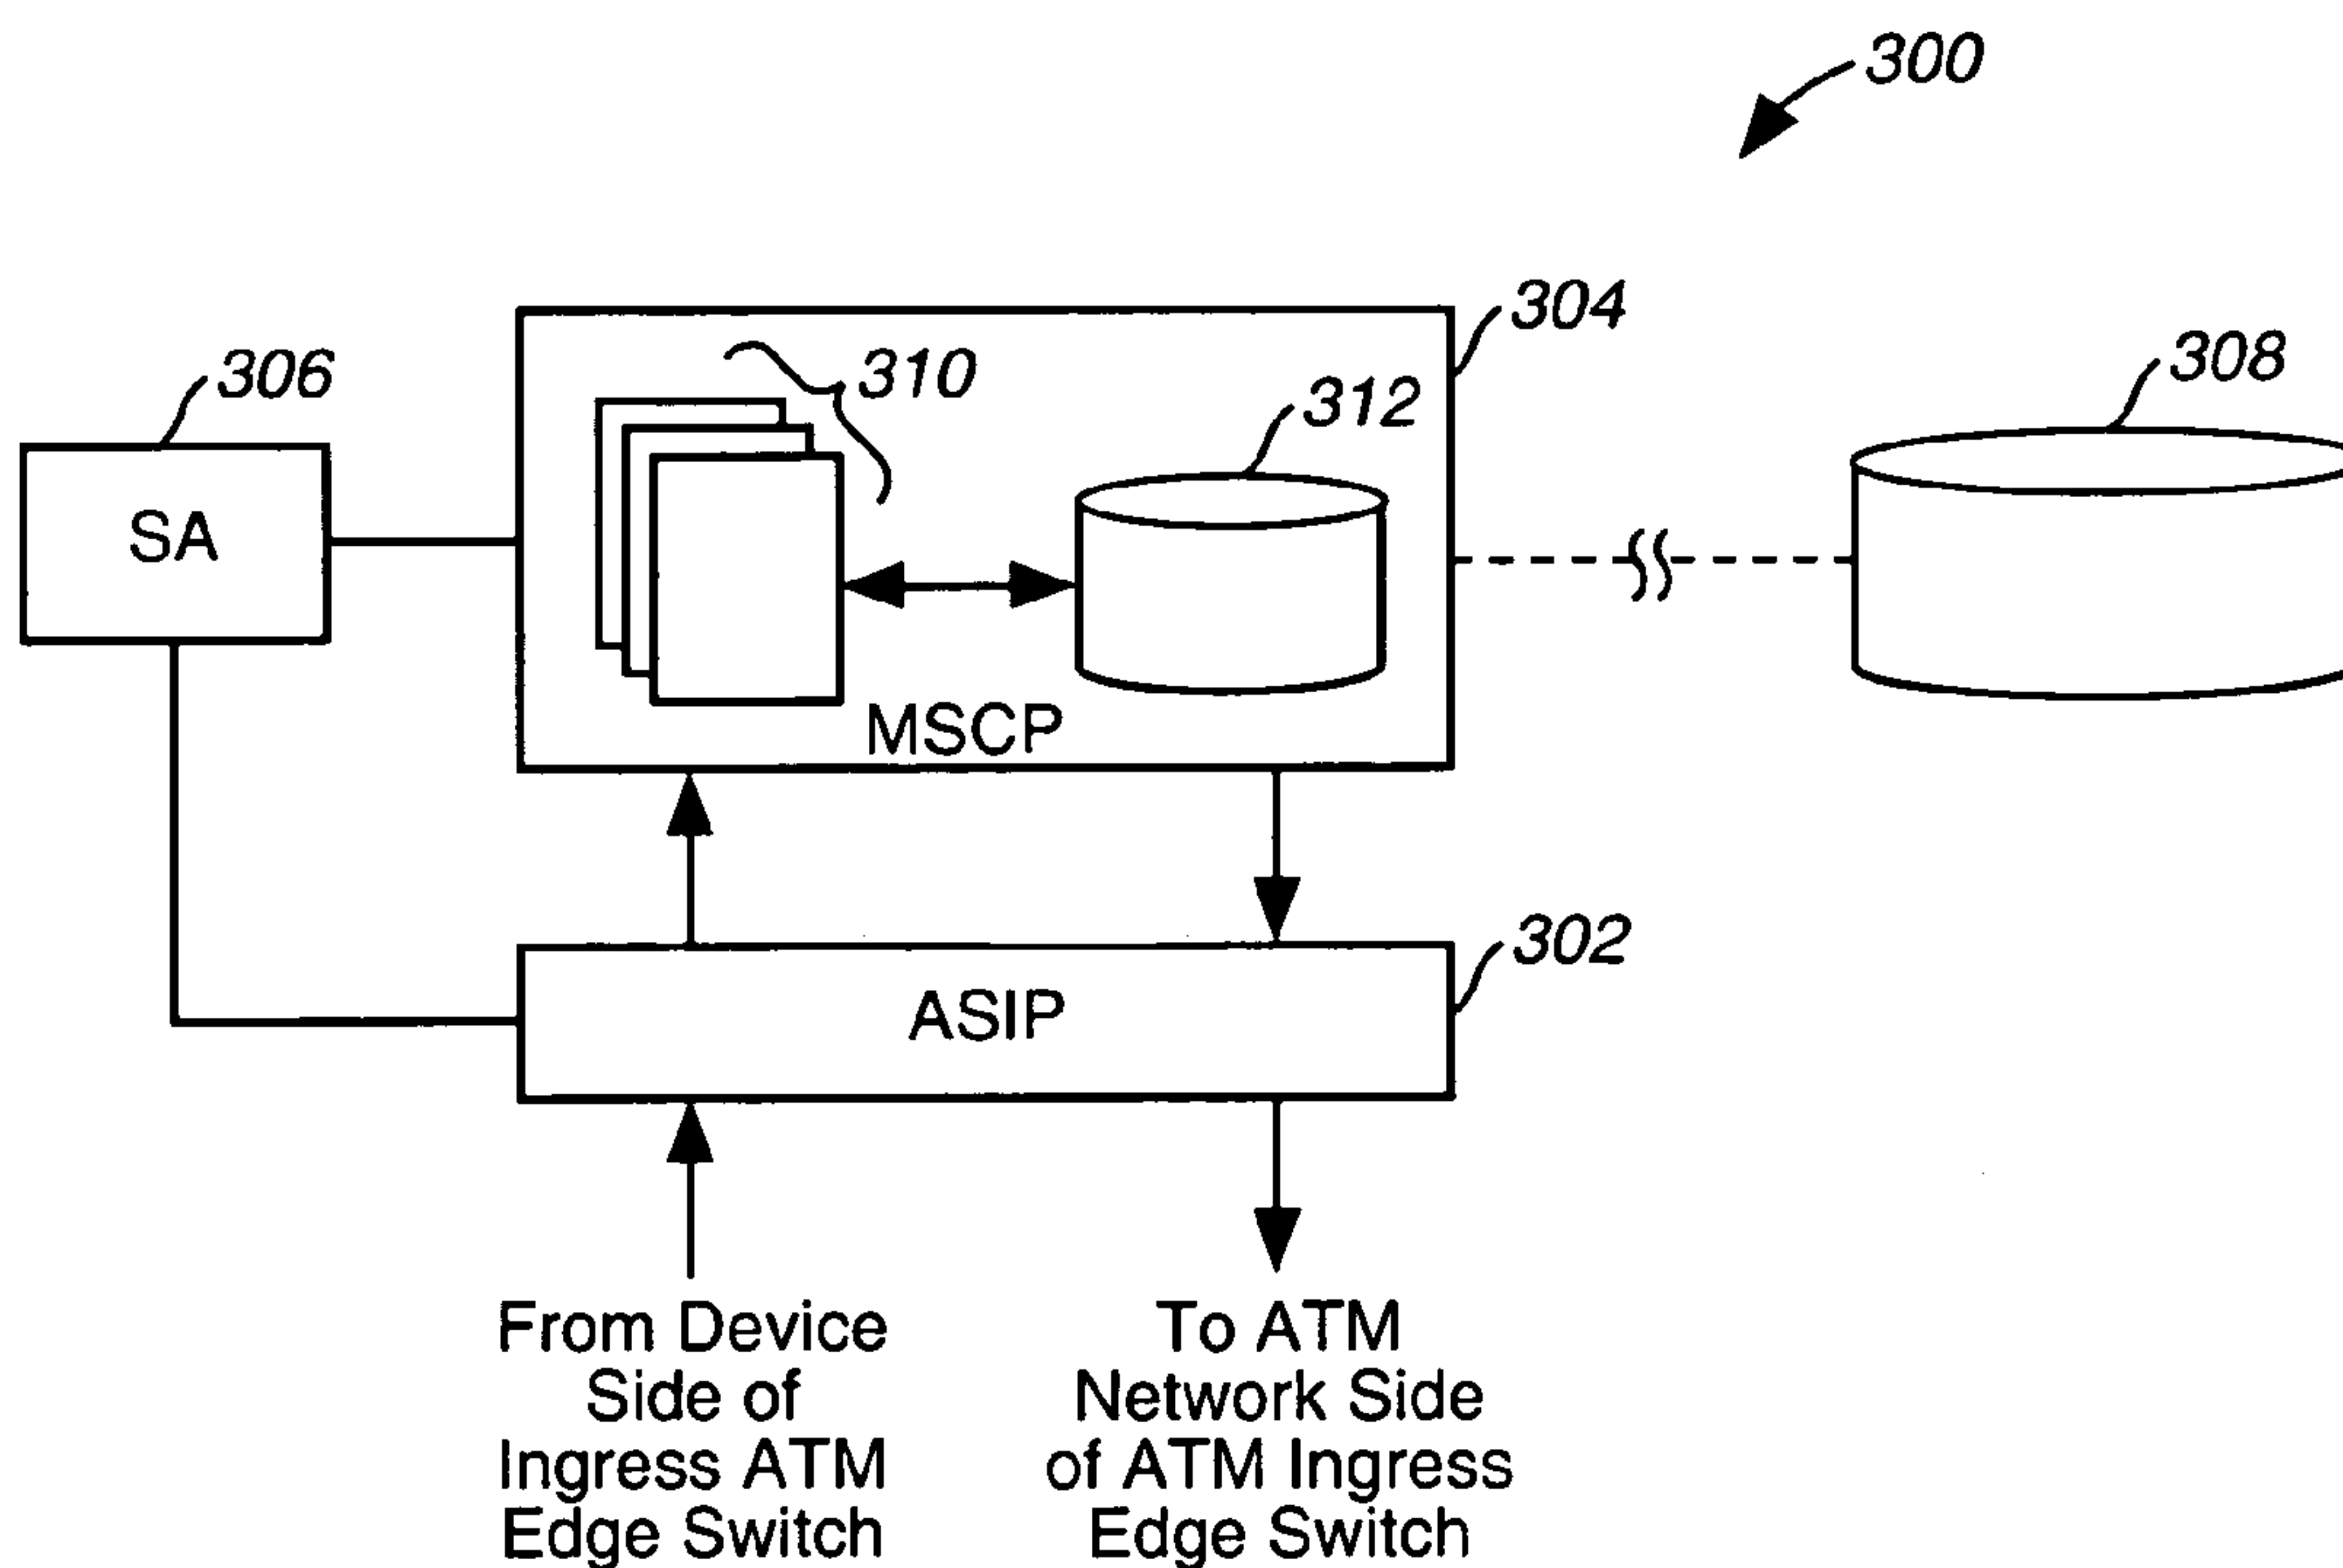 300
304
306
310
312
308
SA
MSCP
302
ASIP
From Device
Side of
Ingress ATM
Edge Switch
To ATM
Network Side
of ATM Ingress
Edge Switch